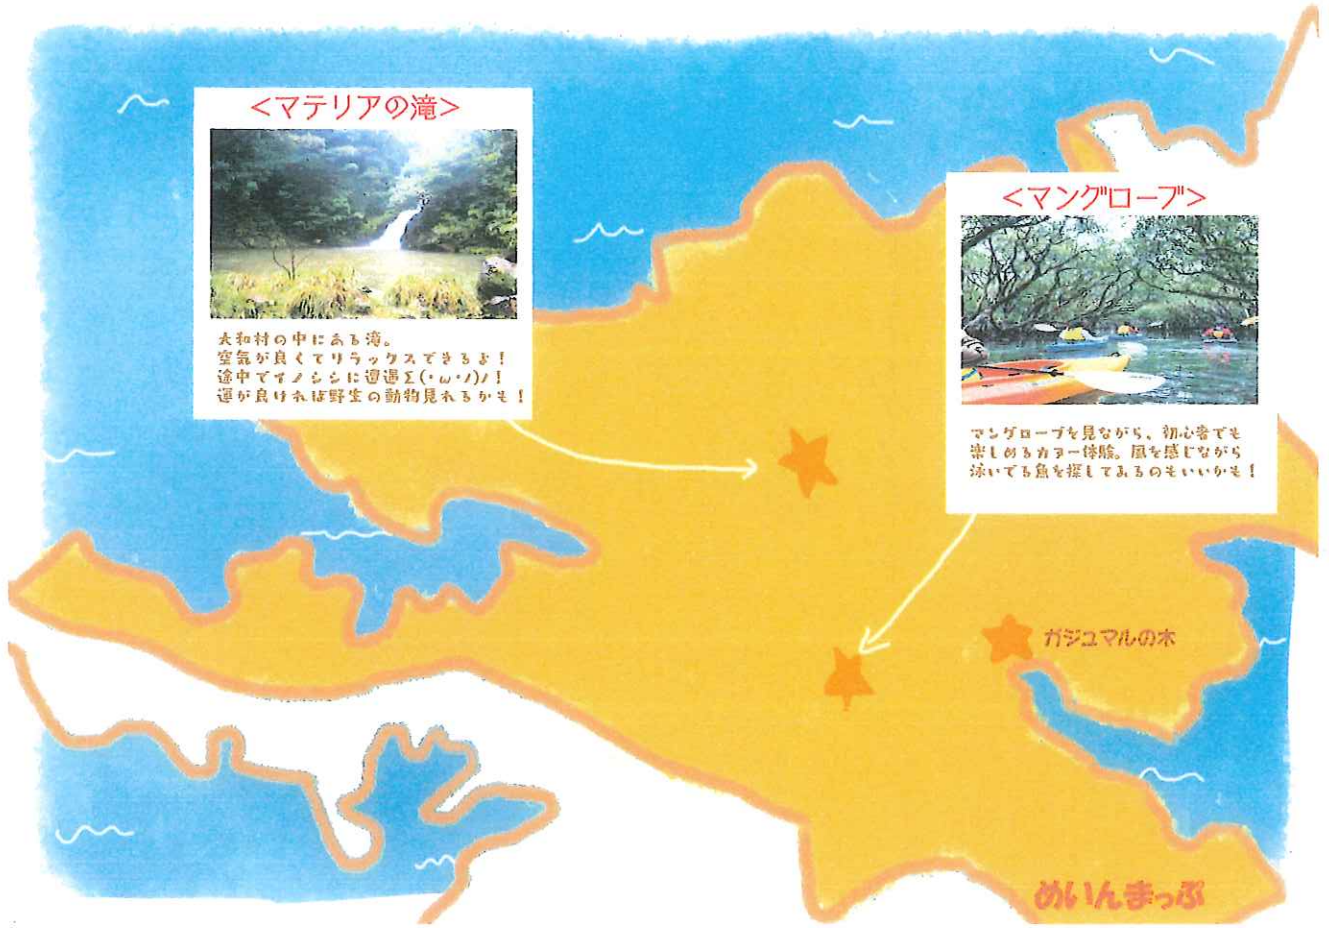 <マテリアの滝>
大和村の中にある滝。
空気が良くてリラックスできるよ！
途中でイノシシに遭遇Σ(・ω・ﾉ)ﾉ！
運が良ければ野生の動物見れるかも！
<マングローブ>
マングローブを見ながら、初心者でも
楽しめるカヌー体験。風を感じながら
泳いでる魚を探してみるのもいいかも！
ガジュマルの木
めいんまっぷ